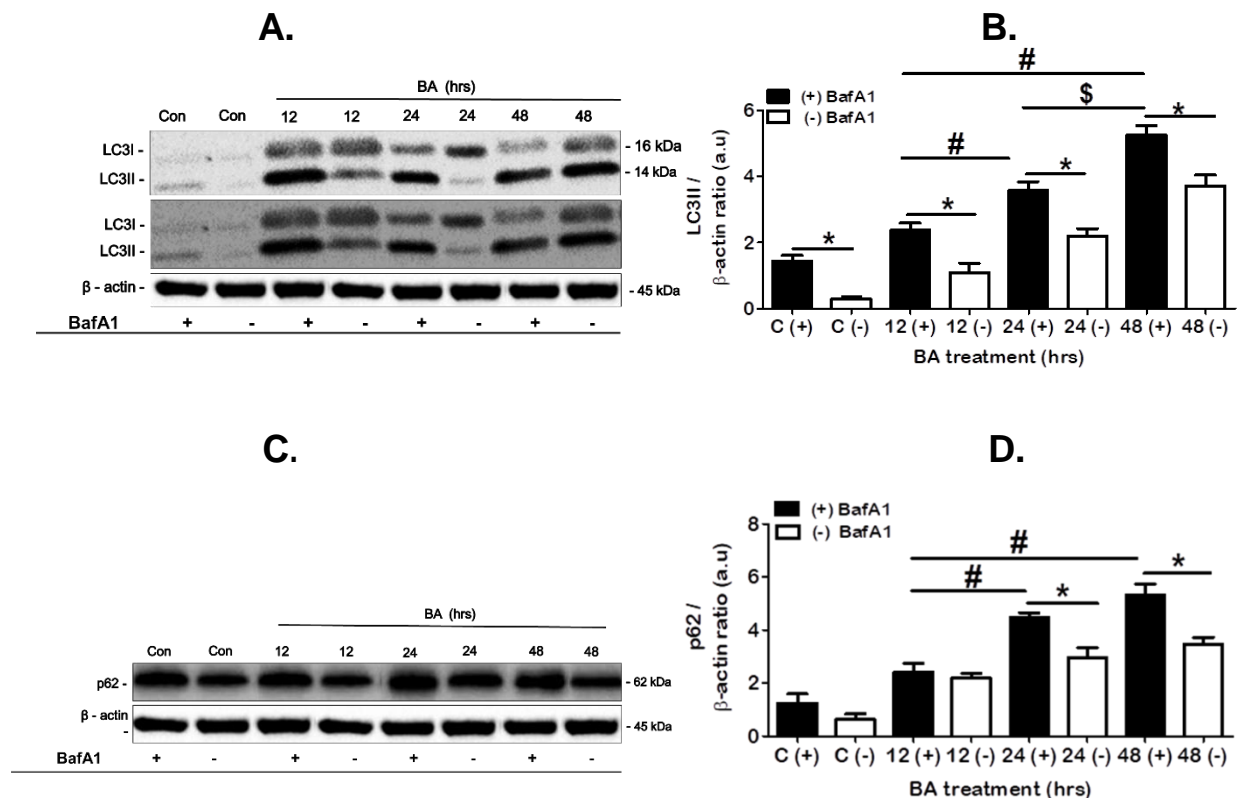 A.
BA (hrs)
Con Con 12 12 24 24 48 48
LC3I - - 16 kDa
LC3II - - 14 kDa
LC3I -
LC3II -
β - actin - - 45 kDa
BafA1 + - + - + - + -
B.
#
(+) BafA1
(-) BafA1
$
*
#
*
*
*
LC3II /
β-actin ratio (a.u)
6
4
2
0
C (+) C (-) 12 (+) 12 (-) 24 (+) 24 (-) 48 (+) 48 (-)
BA treatment (hrs)
C.
BA (hrs)
Con Con 12 12 24 24 48 48
p62 - - 62 kDa
β - actin
- - 45 kDa
BafA1 + - + - + - + -
D.
(+) BafA1
(-) BafA1
#
*
#
*
p62 /
β-actin ratio (a.u)
8
6
4
2
0
C (+) C (-) 12 (+) 12 (-) 24 (+) 24 (-) 48 (+) 48 (-)
BA treatment (hrs)